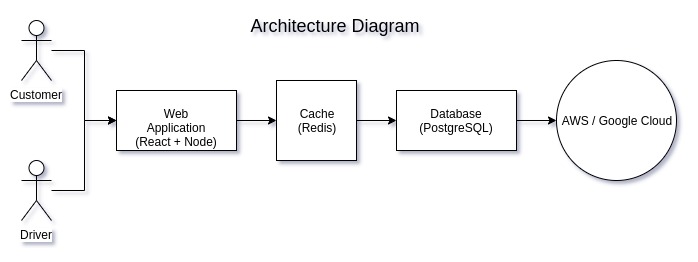 Architecture Diagram
Customer
Web
Application
(React + Node)
Cache
(Redis)
Database
(PostgreSQL)
AWS / Google Cloud
Driver